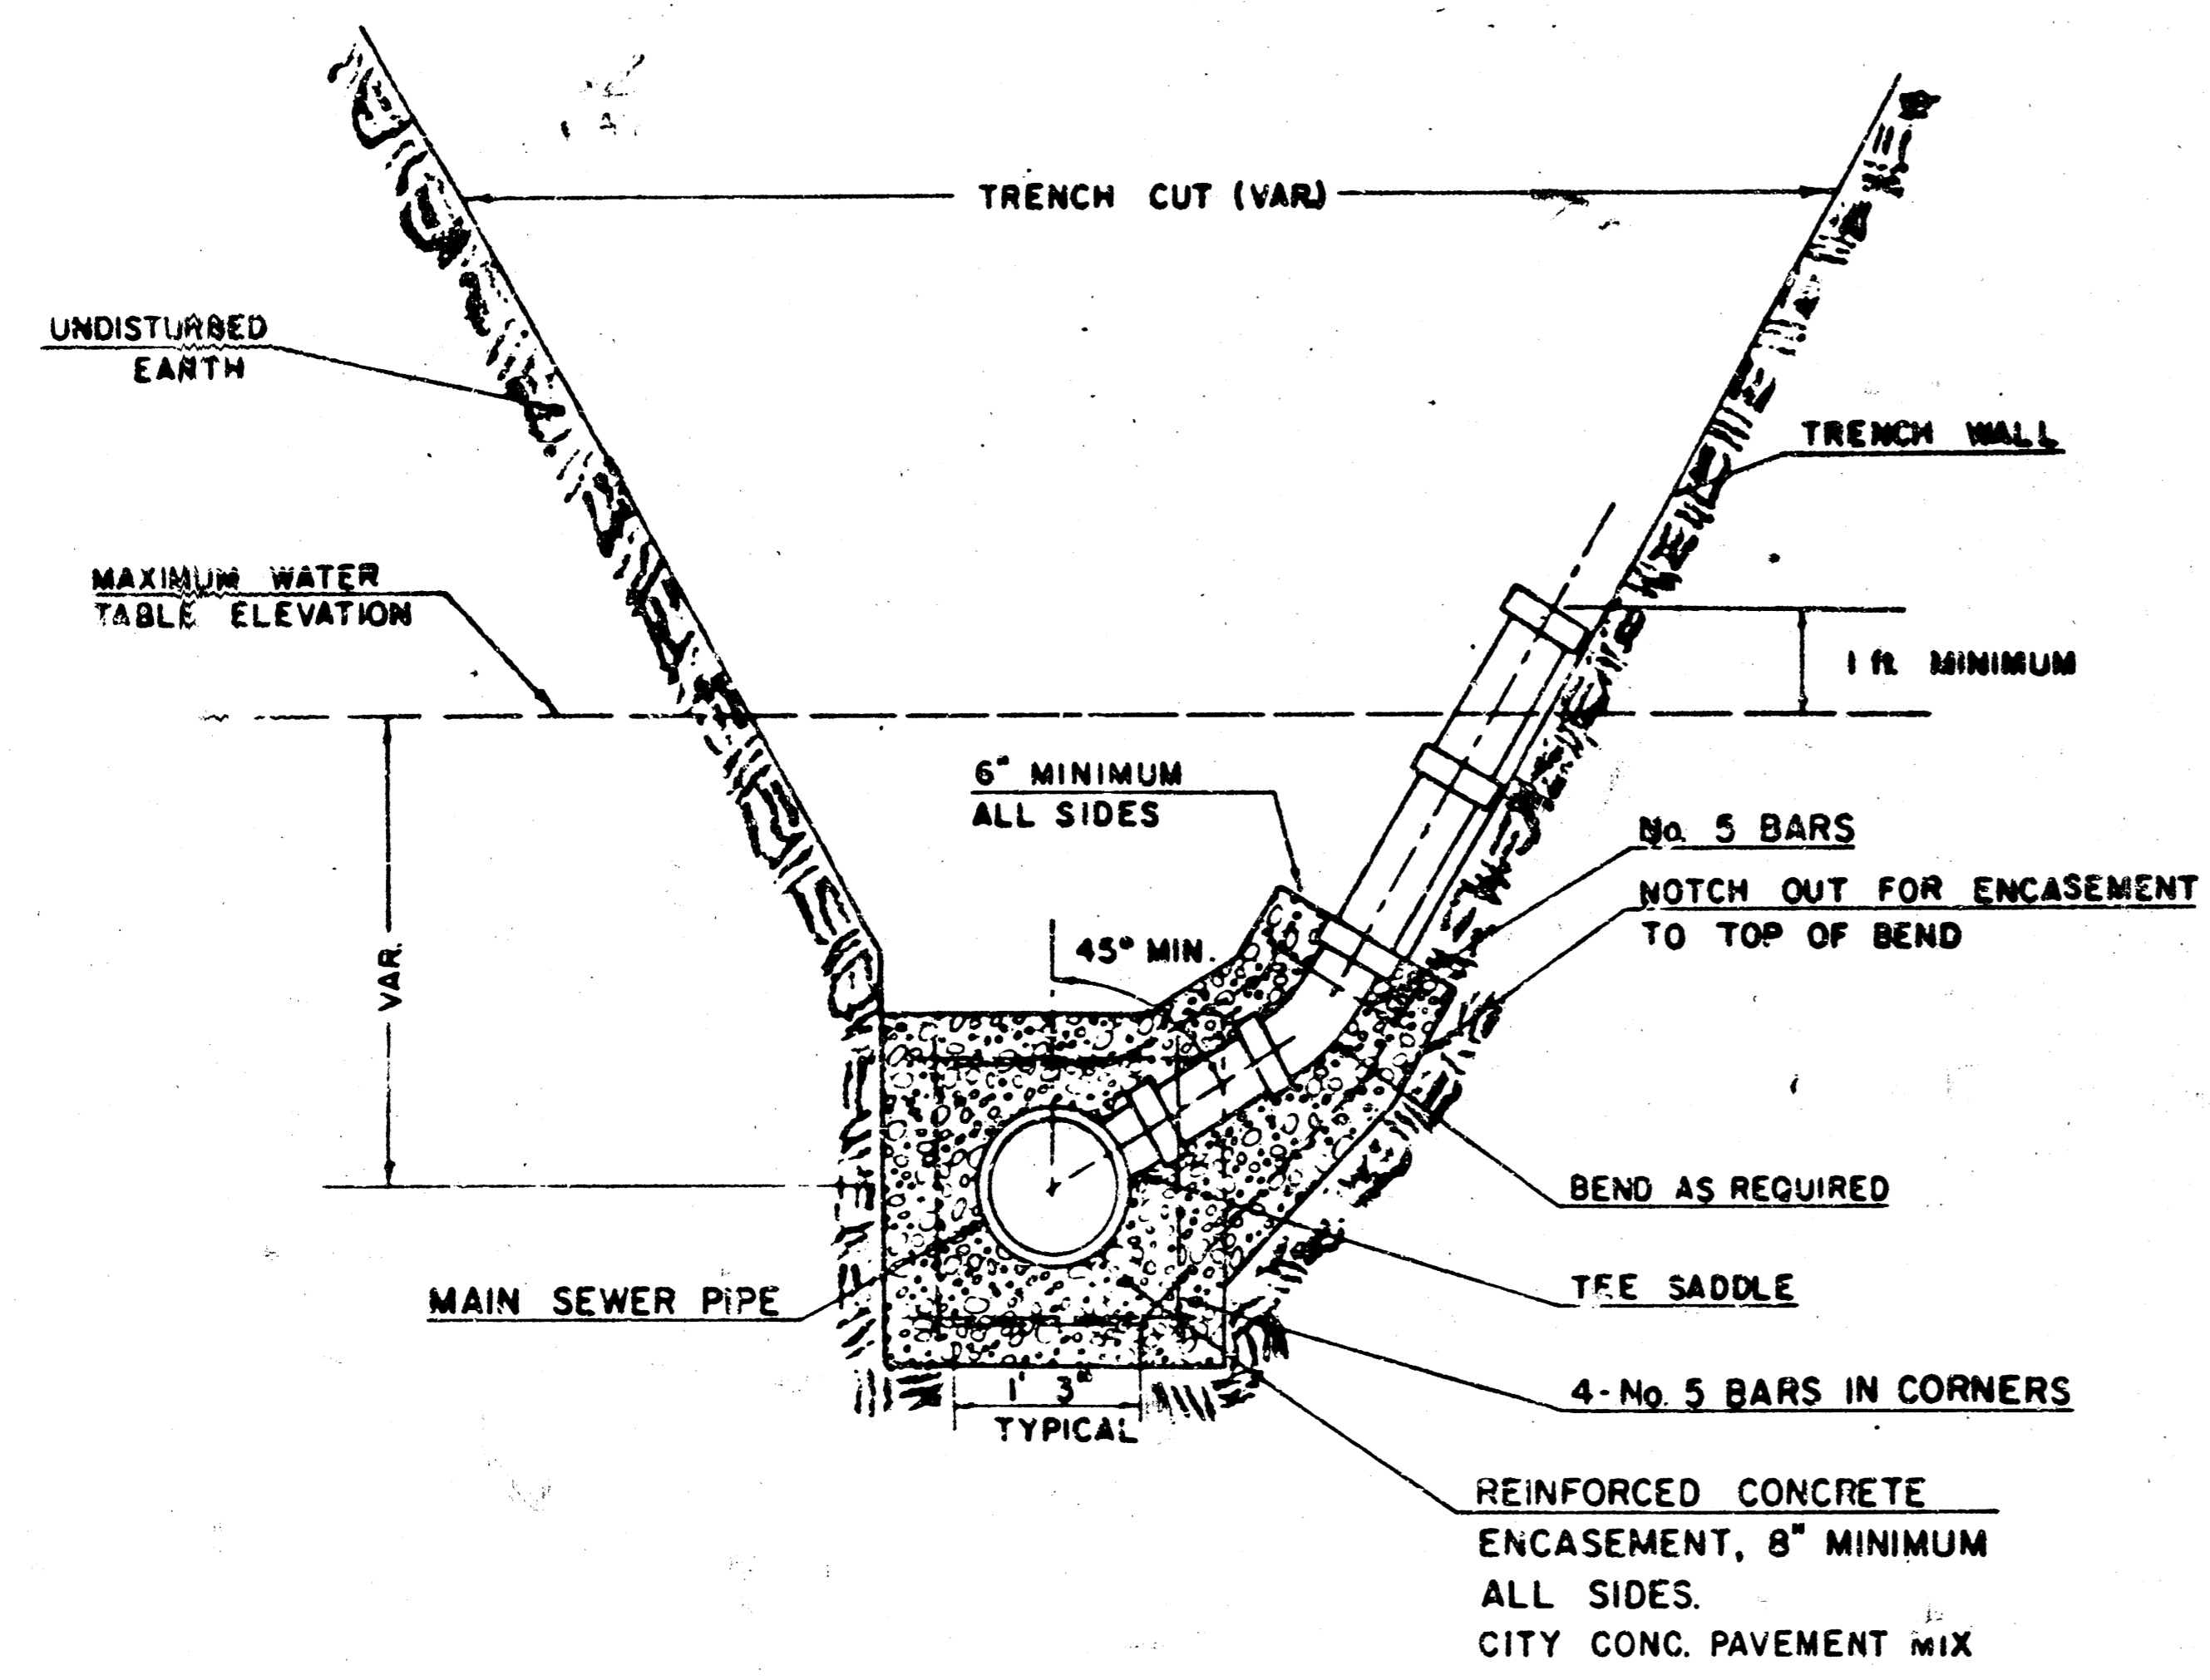 TRENCH CUT (VAR.)
UNDISTURBED
EARTH
TRENCH WALL
MAXIMUM WATER
TABLE ELEVATION
1 ft. MINIMUM
6" MINIMUM
ALL SIDES
No. 5 BARS
NOTCH OUT FOR ENCASEMENT
TO TOP OF BEND
45° MIN.
VAR.
BEND AS REQUIRED
MAIN SEWER PIPE
TEE SADDLE
1' 3"
TYPICAL
4-No. 5 BARS IN CORNERS
REINFORCED CONCRETE
ENCASEMENT, 8" MINIMUM
ALL SIDES.
CITY CONC. PAVEMENT MIX